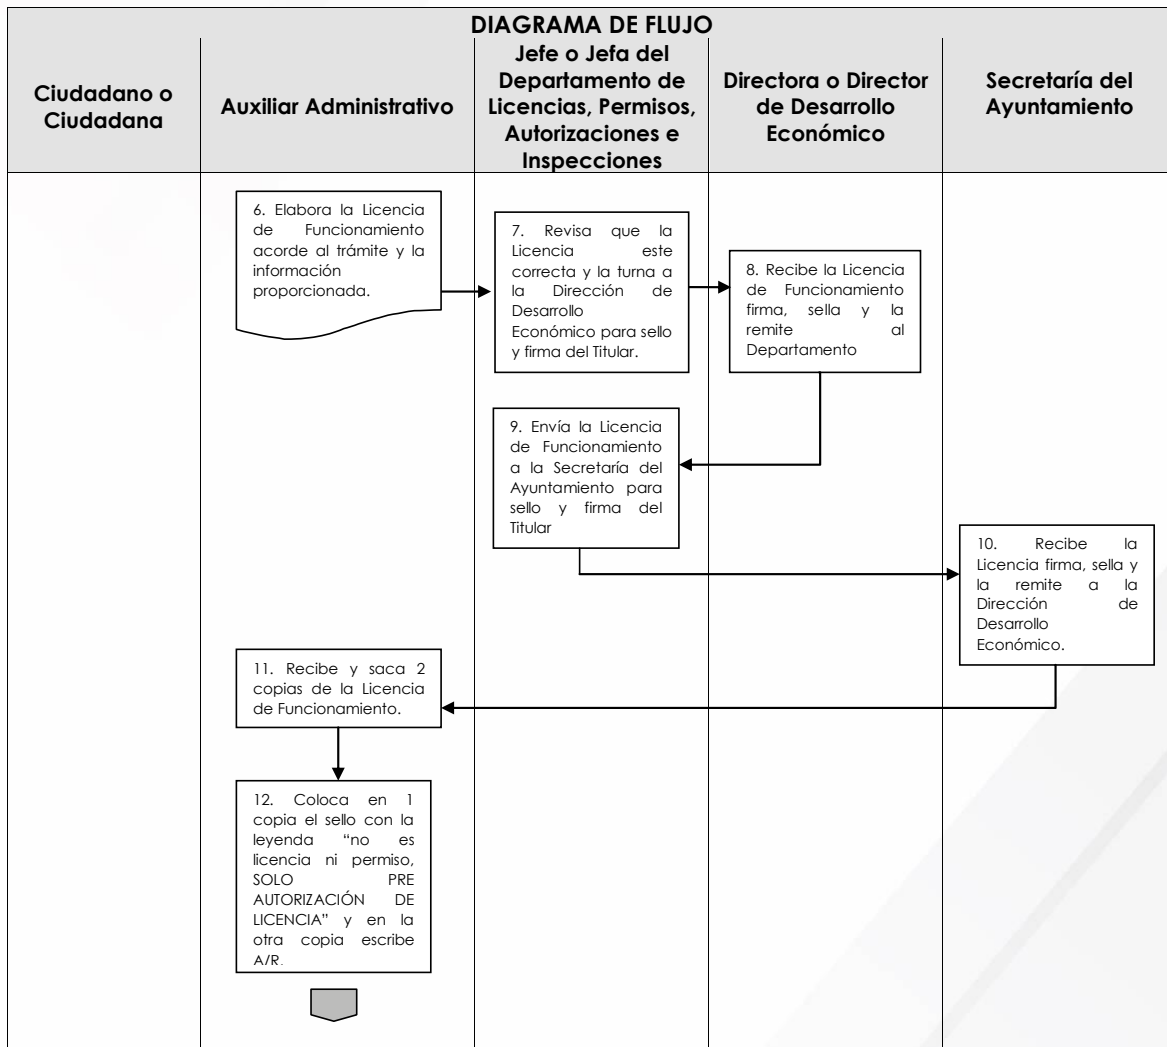 DIAGRAMA DE FLUJO
Ciudadano o
Ciudadana
Auxiliar Administrativo
Jefe o Jefa del
Departamento de
Licencias, Permisos,
Autorizaciones e
Inspecciones
Directora o Director
de Desarrollo
Económico
Secretaría del
Ayuntamiento
6. Elabora la Licencia
de Funcionamiento
acorde al trámite y la
información
proporcionada.
7. Revisa que la
Licencia este
correcta y la turna a
la Dirección de
Desarrollo
Económico para sello
y firma del Titular.
8. Recibe la Licencia
de Funcionamiento
firma, sella y la
remite al
Departamento
9. Envía la Licencia
de Funcionamiento
a la Secretaría del
Ayuntamiento para
sello y firma del
Titular
10. Recibe la
Licencia firma, sella y
la remite a la
Dirección de
Desarrollo
Económico.
11. Recibe y saca 2
copias de la Licencia
de Funcionamiento.
12. Coloca en 1
copia el sello con la
leyenda “no es
licencia ni permiso,
SOLO PRE
AUTORIZACIÓN DE
LICENCIA” y en la
otra copia escribe
A/R.